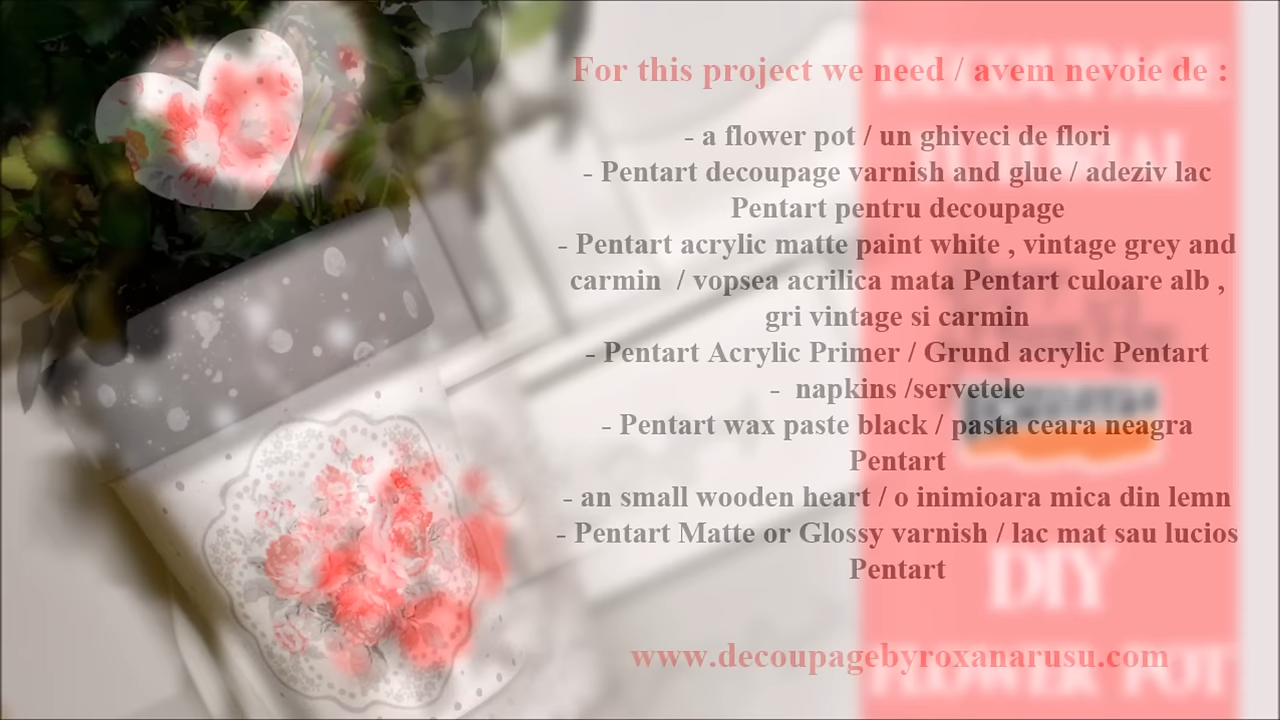 For this project we need / avem nevoie de :
- a flower pot / un ghiveci de flori
- Pentart decoupage varnish and glue / adeziv lac
Pentart pentru decoupage
- Pentart acrylic matte paint white , vintage grey and
carmin / vopsea acrilica mata Pentart culoare alb ,
gri vintage si carmin
- Pentart Acrylic Primer / Grund acrylic Pentart
- napkins /servetele
- Pentart wax paste black / pasta ceara neagra
Pentart
- an small wooden heart / o inimioara mica din lemn
- Pentart Matte or Glossy varnish / lac mat sau lucios
Pentart
www.decoupagebyroxanarusu.com
DECOUPAGE
DIY
FLOWER POT